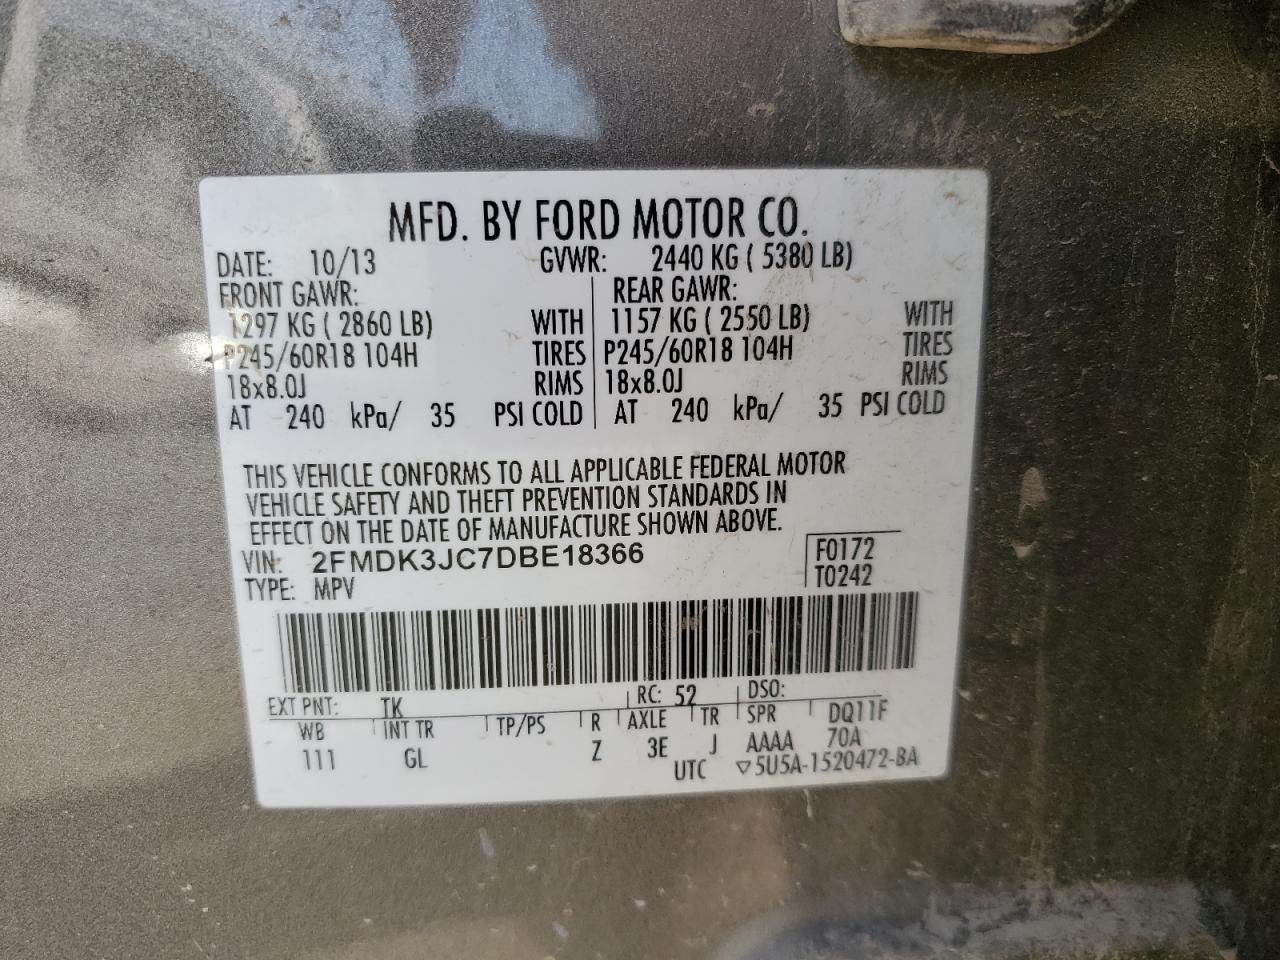 MFD. BY FORD MOTOR CO.
DATE: 10/13 GVWR: 2440 KG ( 5380 LB)
FRONT GAWR: REAR GAWR:
1297 KG ( 2860 LB) WITH 1157 KG ( 2550 LB) WITH
P245/60R18 104H TIRES P245/60R18 104H TIRES
18x8.0J RIMS 18x8.0J RIMS
AT 240 kPa/ 35 PSI COLD AT 240 kPa/ 35 PSI COLD
THIS VEHICLE CONFORMS TO ALL APPLICABLE FEDERAL MOTOR
VEHICLE SAFETY AND THEFT PREVENTION STANDARDS IN
EFFECT ON THE DATE OF MANUFACTURE SHOWN ABOVE.
VIN: 2FMDK3JC7DBE18366 F0172
TYPE: MPV T0242
EXT PNT: TK RC: 52 DSO:
WB INT TR TP/PS R AXLE TR SPR DQ11F
111 GL Z 3E J AAAA 70A
UTC ▽5U5A-1520472-BA